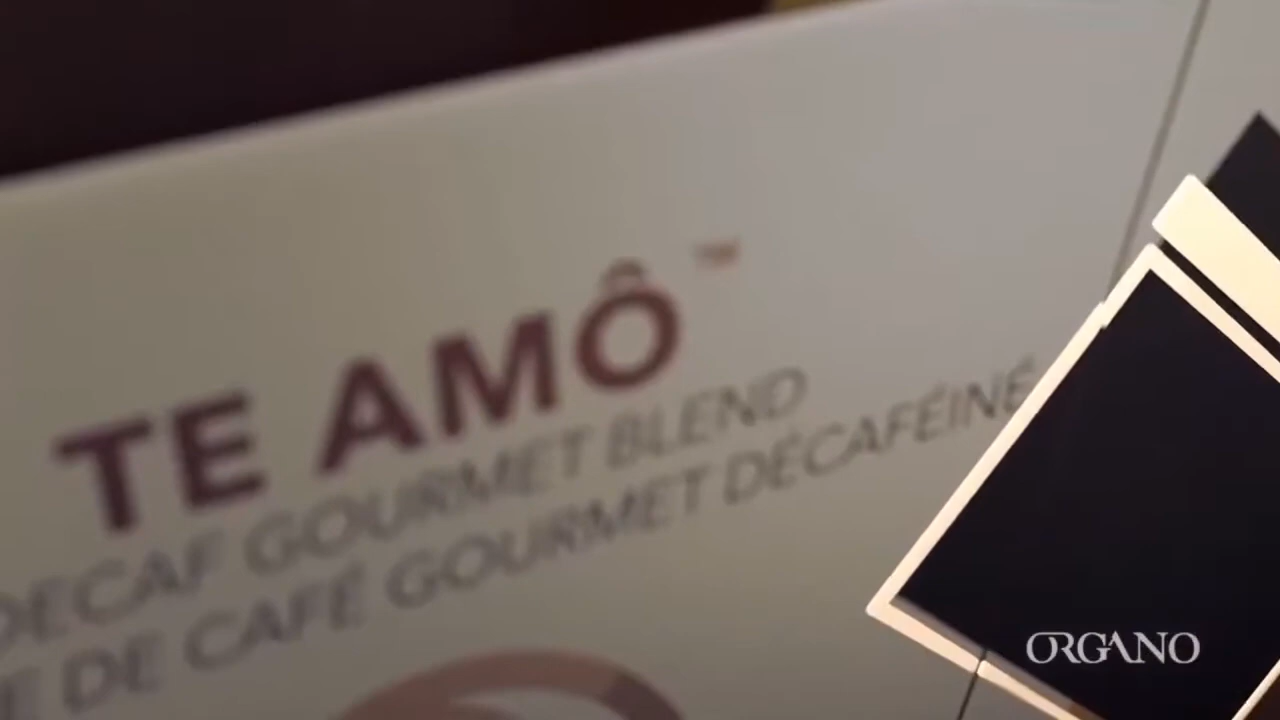 TE AMÔ™
DECAF GOURMET BLEND
DE CAFÉ GOURMET DÉCAFÉINÉ
ORGANO